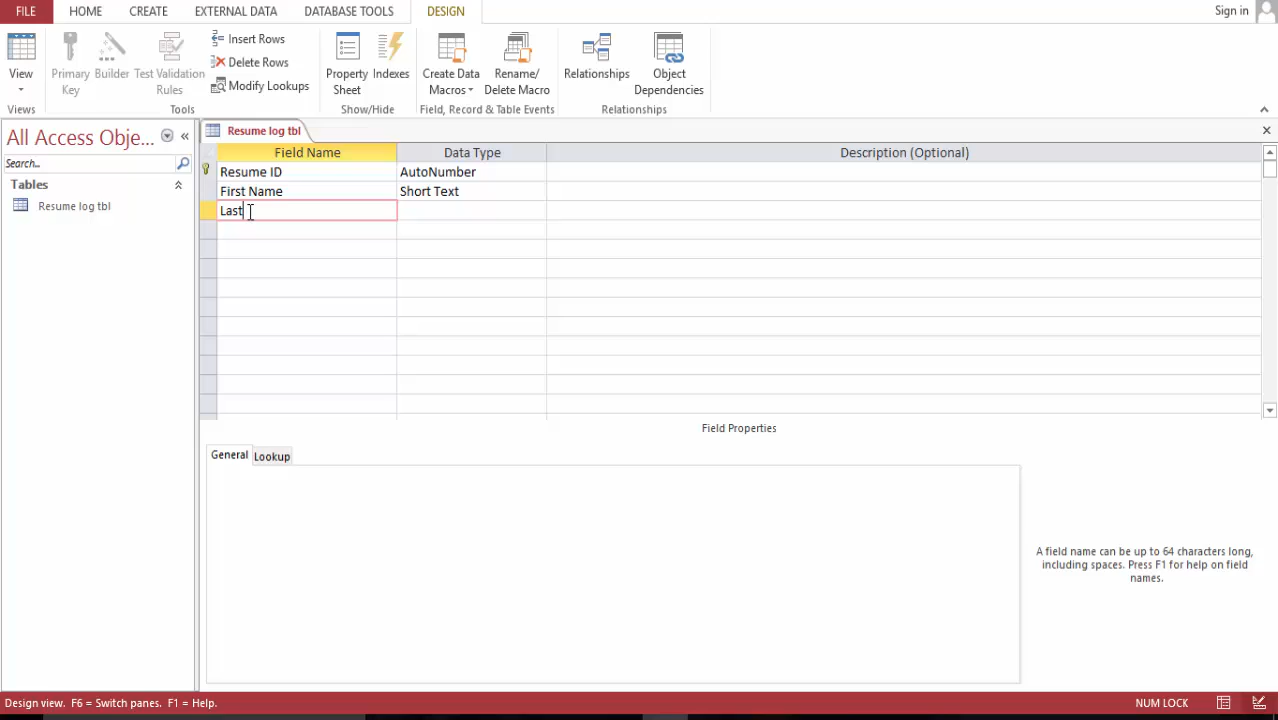 FILE HOME CREATE EXTERNAL DATA DATABASE TOOLS DESIGN Sign in
View
Primary Key
Builder
Test Validation Rules
Insert Rows
Delete Rows
Modify Lookups
Property Sheet
Indexes
Create Data Macros
Rename/ Delete Macro
Relationships
Object Dependencies
Views Tools Show/Hide Field, Record & Table Events Relationships
All Access Obje...
Search...
Tables
Resume log tbl
Resume log tbl
Field Name Data Type Description (Optional)
Resume ID AutoNumber
First Name Short Text
Last
Field Properties
General Lookup
A field name can be up to 64 characters long,
including spaces. Press F1 for help on field
names.
Design view. F6 = Switch panes. F1 = Help. NUM LOCK